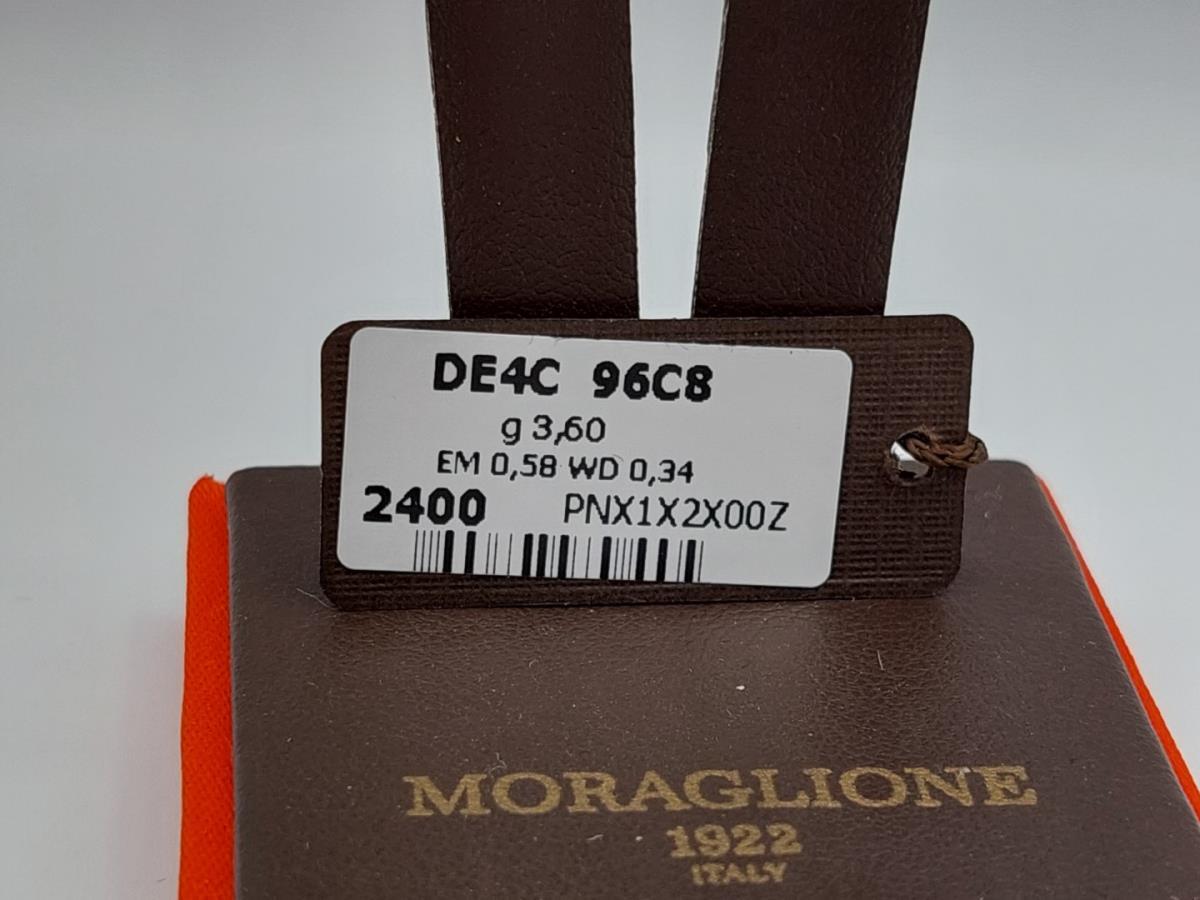 DE4C 96C8
g 3,60
EM 0,58 WD 0,34
2400 PNX1X2X00Z
MORAGLIONE
1922
ITALY